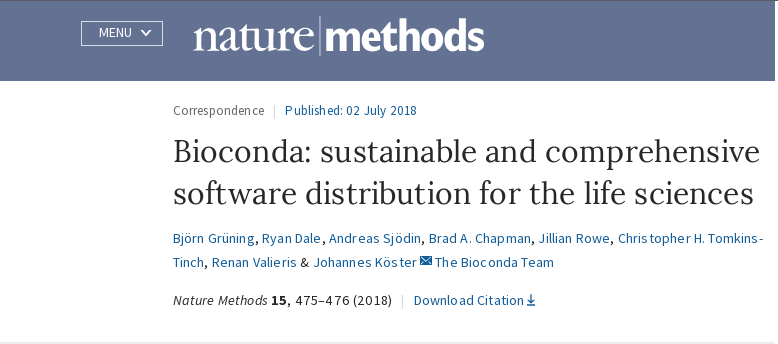 MENU
nature methods
Correspondence | Published: 02 July 2018
Bioconda: sustainable and comprehensive
software distribution for the life sciences
Björn Grüning, Ryan Dale, Andreas Sjödin, Brad A. Chapman, Jillian Rowe, Christopher H. Tomkins-
Tinch, Renan Valieris & Johannes Köster The Bioconda Team
Nature Methods 15, 475–476 (2018) | Download Citation